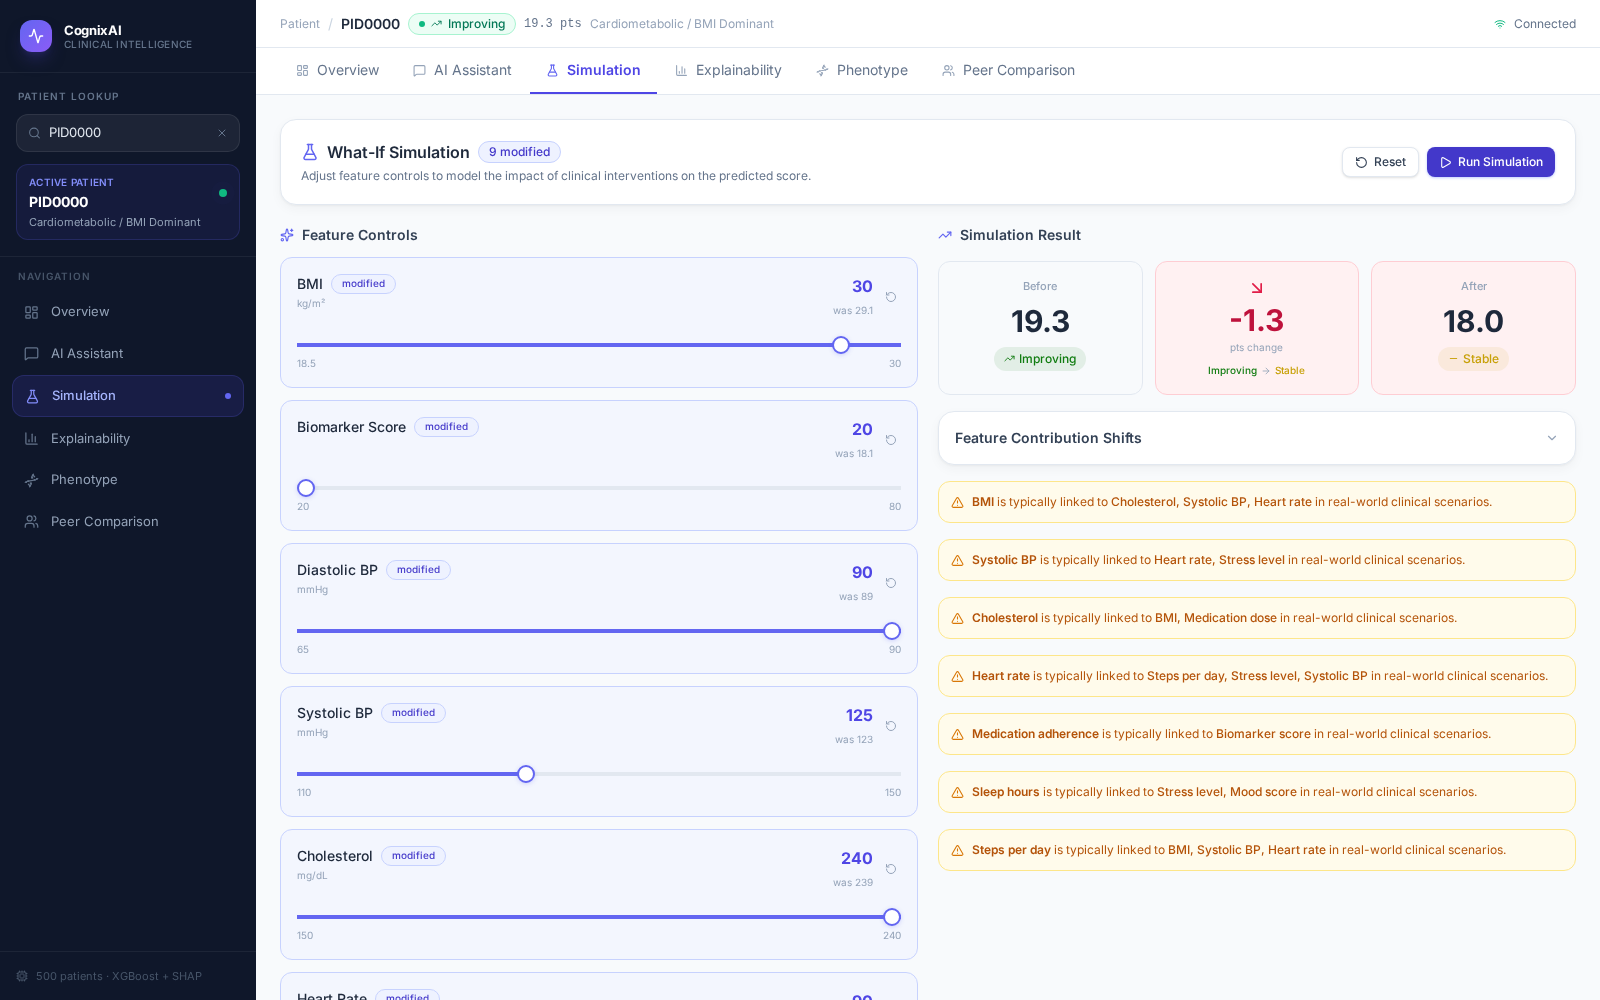 CognixAI
CLINICAL INTELLIGENCE
PATIENT LOOKUP
PID0000
ACTIVE PATIENT
PID0000
Cardiometabolic / BMI Dominant
NAVIGATION
Overview
AI Assistant
Simulation
Explainability
Phenotype
Peer Comparison
500 patients · XGBoost + SHAP
Patient / PID0000 Improving 19.3 pts Cardiometabolic / BMI Dominant
Connected
Overview AI Assistant Simulation Explainability Phenotype Peer Comparison
What-If Simulation 9 modified
Adjust feature controls to model the impact of clinical interventions on the predicted score.
Reset Run Simulation
Feature Controls
BMI modified 30
kg/m² was 29.1
18.5 30
Biomarker Score modified 20
was 18.1
20 80
Diastolic BP modified 90
mmHg was 89
65 90
Systolic BP modified 125
mmHg was 123
110 150
Cholesterol modified 240
mg/dL was 239
150 240
Heart Rate modified 90
Simulation Result
Before
19.3
Improving
-1.3
pts change
Improving → Stable
After
18.0
Stable
Feature Contribution Shifts
BMI is typically linked to Cholesterol, Systolic BP, Heart rate in real-world clinical scenarios.
Systolic BP is typically linked to Heart rate, Stress level in real-world clinical scenarios.
Cholesterol is typically linked to BMI, Medication dose in real-world clinical scenarios.
Heart rate is typically linked to Steps per day, Stress level, Systolic BP in real-world clinical scenarios.
Medication adherence is typically linked to Biomarker score in real-world clinical scenarios.
Sleep hours is typically linked to Stress level, Mood score in real-world clinical scenarios.
Steps per day is typically linked to BMI, Systolic BP, Heart rate in real-world clinical scenarios.